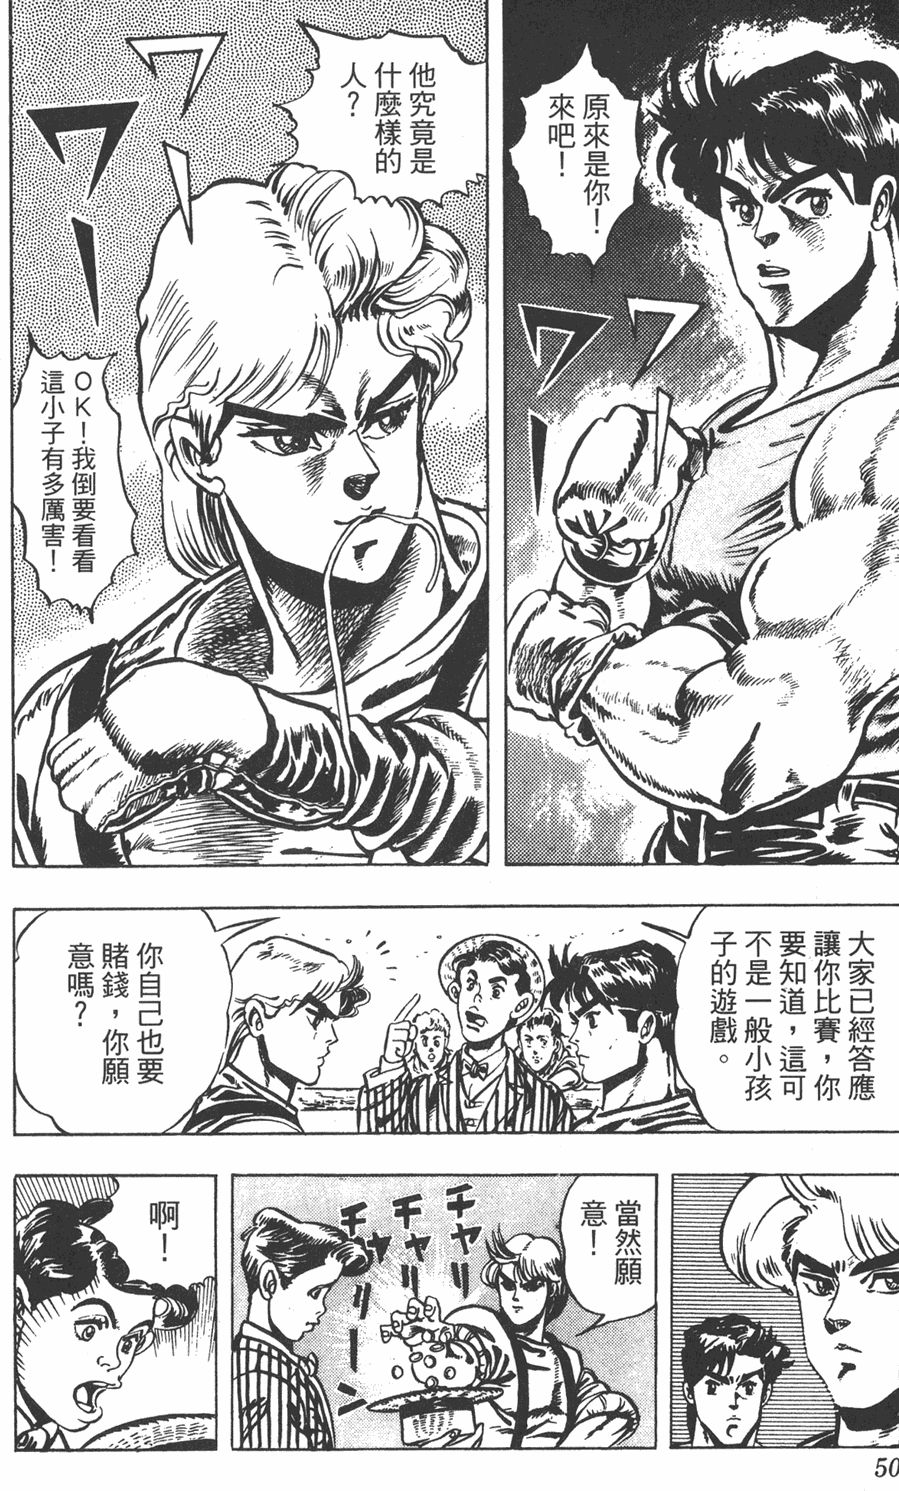 原來是你！
來吧！
ワ
ワ
ー
ー
他究竟是
什麼樣的
人？
ワ
ワ
ー
ー
ＯＫ！我倒要看看
這小子有多厲害！
大家已經答應
讓你比賽，你
要知道，這可
不是一般小孩
子的遊戲。
你自己也要
賭錢，你願
意嗎？
當然願
意！
チャリ
チャリ
チャリーン
啊！
50